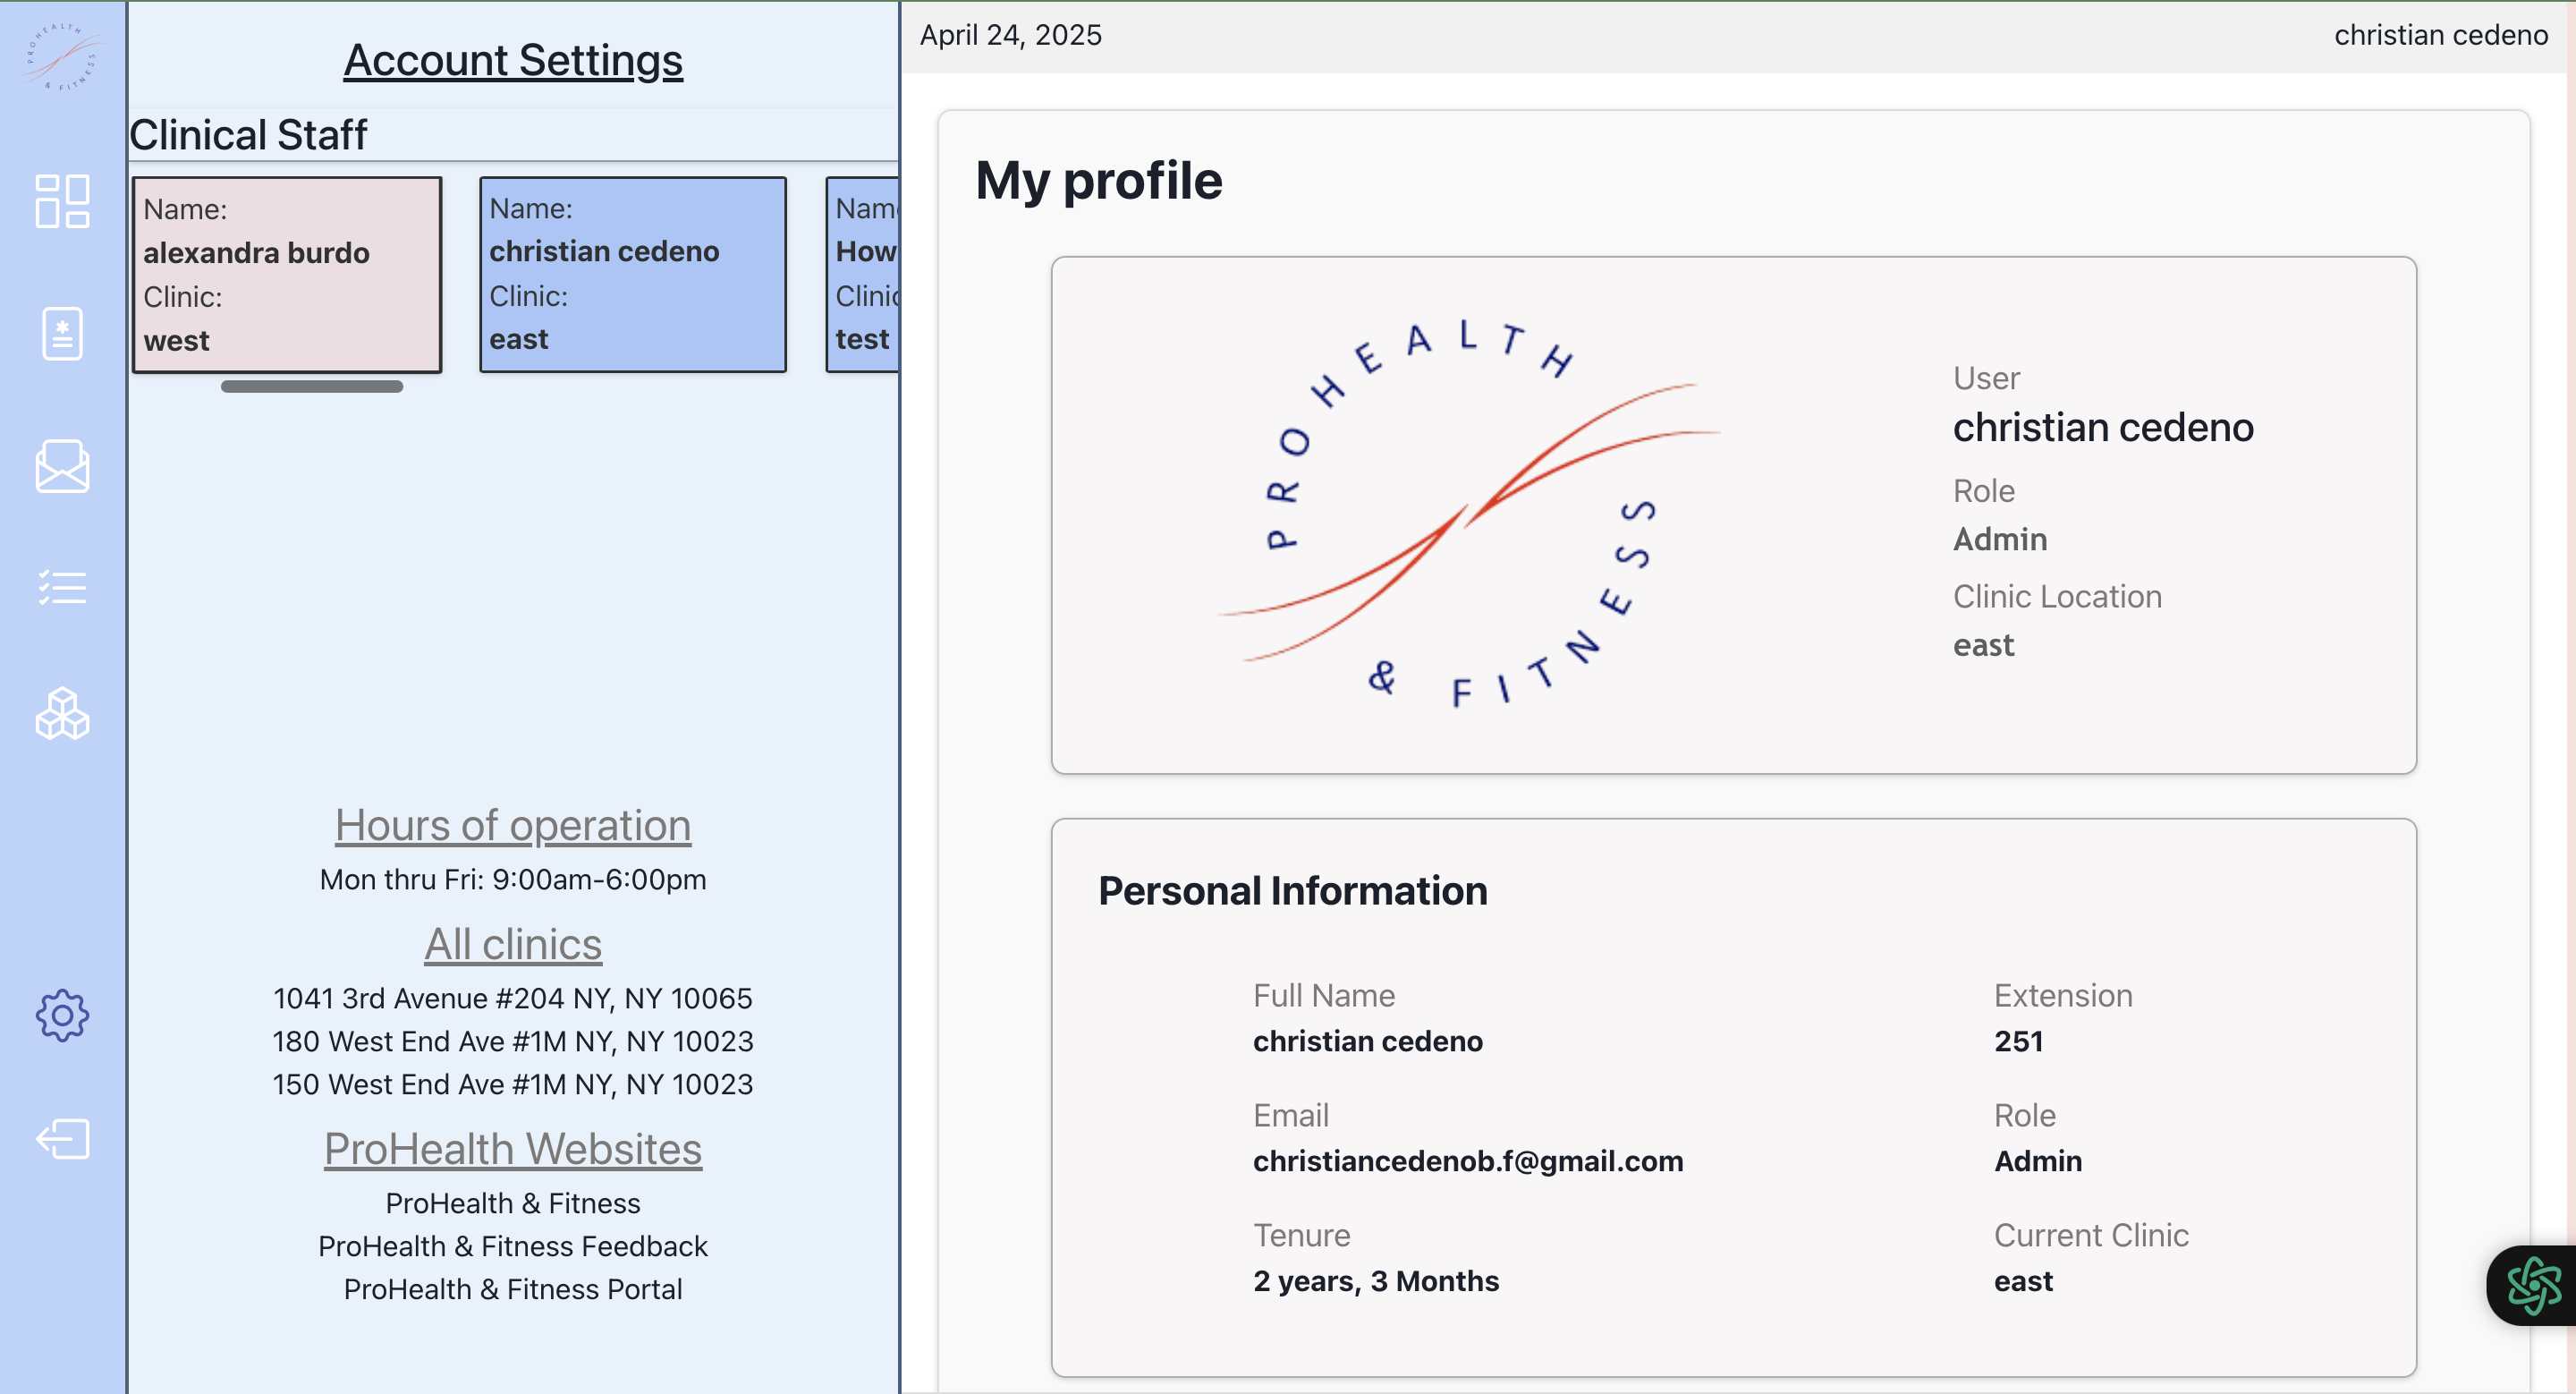 PROHEALTH
& FITNESS
Account Settings
Clinical Staff
Name:
alexandra burdo
Clinic:
west
Name:
christian cedeno
Clinic:
east
test
Hours of operation
Mon thru Fri: 9:00am-6:00pm
All clinics
1041 3rd Avenue #204 NY, NY 10065
180 West End Ave #1M NY, NY 10023
150 West End Ave #1M NY, NY 10023
ProHealth Websites
ProHealth & Fitness
ProHealth & Fitness Feedback
ProHealth & Fitness Portal
April 24, 2025
christian cedeno
My profile
PROHEALTH
& FITNESS
User
christian cedeno
Role
Admin
Clinic Location
east
Personal Information
Full Name
christian cedeno
Extension
251
Email
christiancedenob.f@gmail.com
Role
Admin
Tenure
2 years, 3 Months
Current Clinic
east